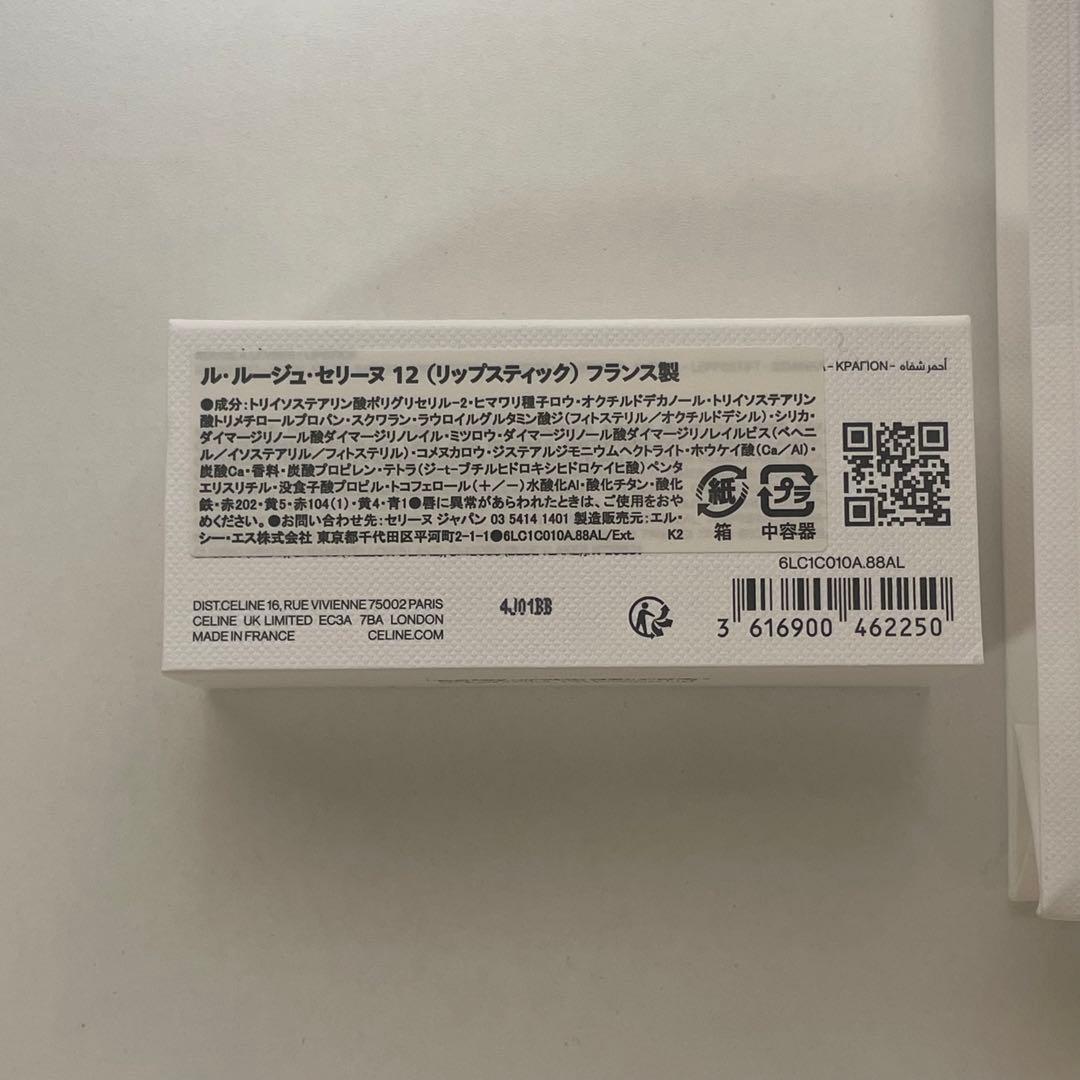 ル・ルージュ・セリーヌ 12（リップスティック）フランス製
●成分：トリイソステアリン酸ポリグリセリル-2・ヒマワリ種子ロウ・オクチルドデカノール・トリイソステアリン
酸トリメチロールプロパン・スクワラン・ラウロイルグルタミン酸ジ（フィトステリル／オクチルドデシル）・シリカ・
ダイマージリノール酸ダイマージリノレイル・ミツロウ・ダイマージリノール酸ダイマージリノレイルビス（ベヘニ
ル／イソステアリル／フィトステリル）・コメヌカロウ・ジステアルジモニウムヘクトライト・ホウケイ酸（Ca／Al）・
炭酸Ca・香料・炭酸プロピレン・テトラ（ジ-t-ブチルヒドロキシヒドロケイヒ酸）ペンタ
エリスリチル・没食子酸プロピル・トコフェロール（＋／−）水酸化Al・酸化チタン・酸化
鉄・赤202・黄5・赤104(1)・黄4・青1●唇に異常があらわれたときは、ご使用をおや
めください。●お問い合わせ先：セリーヌ ジャパン 03 5414 1401 製造販売元：エル・
シー・エス株式会社 東京都千代田区平河町2-1-1●6LC1C010A.88AL/Ext. K2
紙
箱
プラ
中容器
- ΚΡΑΓΙΟΝ - أحمر شفاه
6LC1C010A.88AL
DIST.CELINE 16, RUE VIVIENNE 75002 PARIS
CELINE UK LIMITED EC3A 7BA LONDON
MADE IN FRANCE CELINE.COM
4J01BB
3 616900 462250